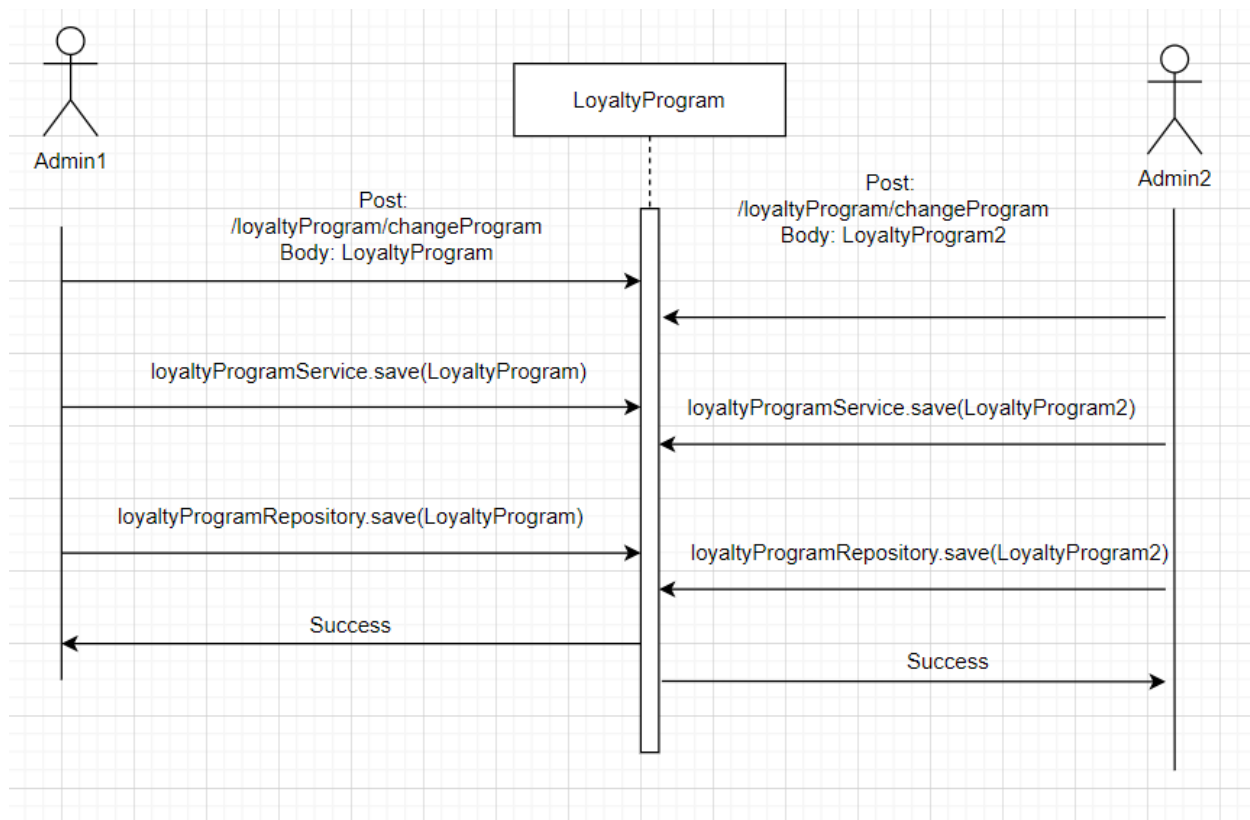 LoyaltyProgram
Admin1
Admin2
Post:
/loyaltyProgram/changeProgram
Body: LoyaltyProgram
Post:
/loyaltyProgram/changeProgram
Body: LoyaltyProgram2
loyaltyProgramService.save(LoyaltyProgram)
loyaltyProgramService.save(LoyaltyProgram2)
loyaltyProgramRepository.save(LoyaltyProgram)
loyaltyProgramRepository.save(LoyaltyProgram2)
Success
Success